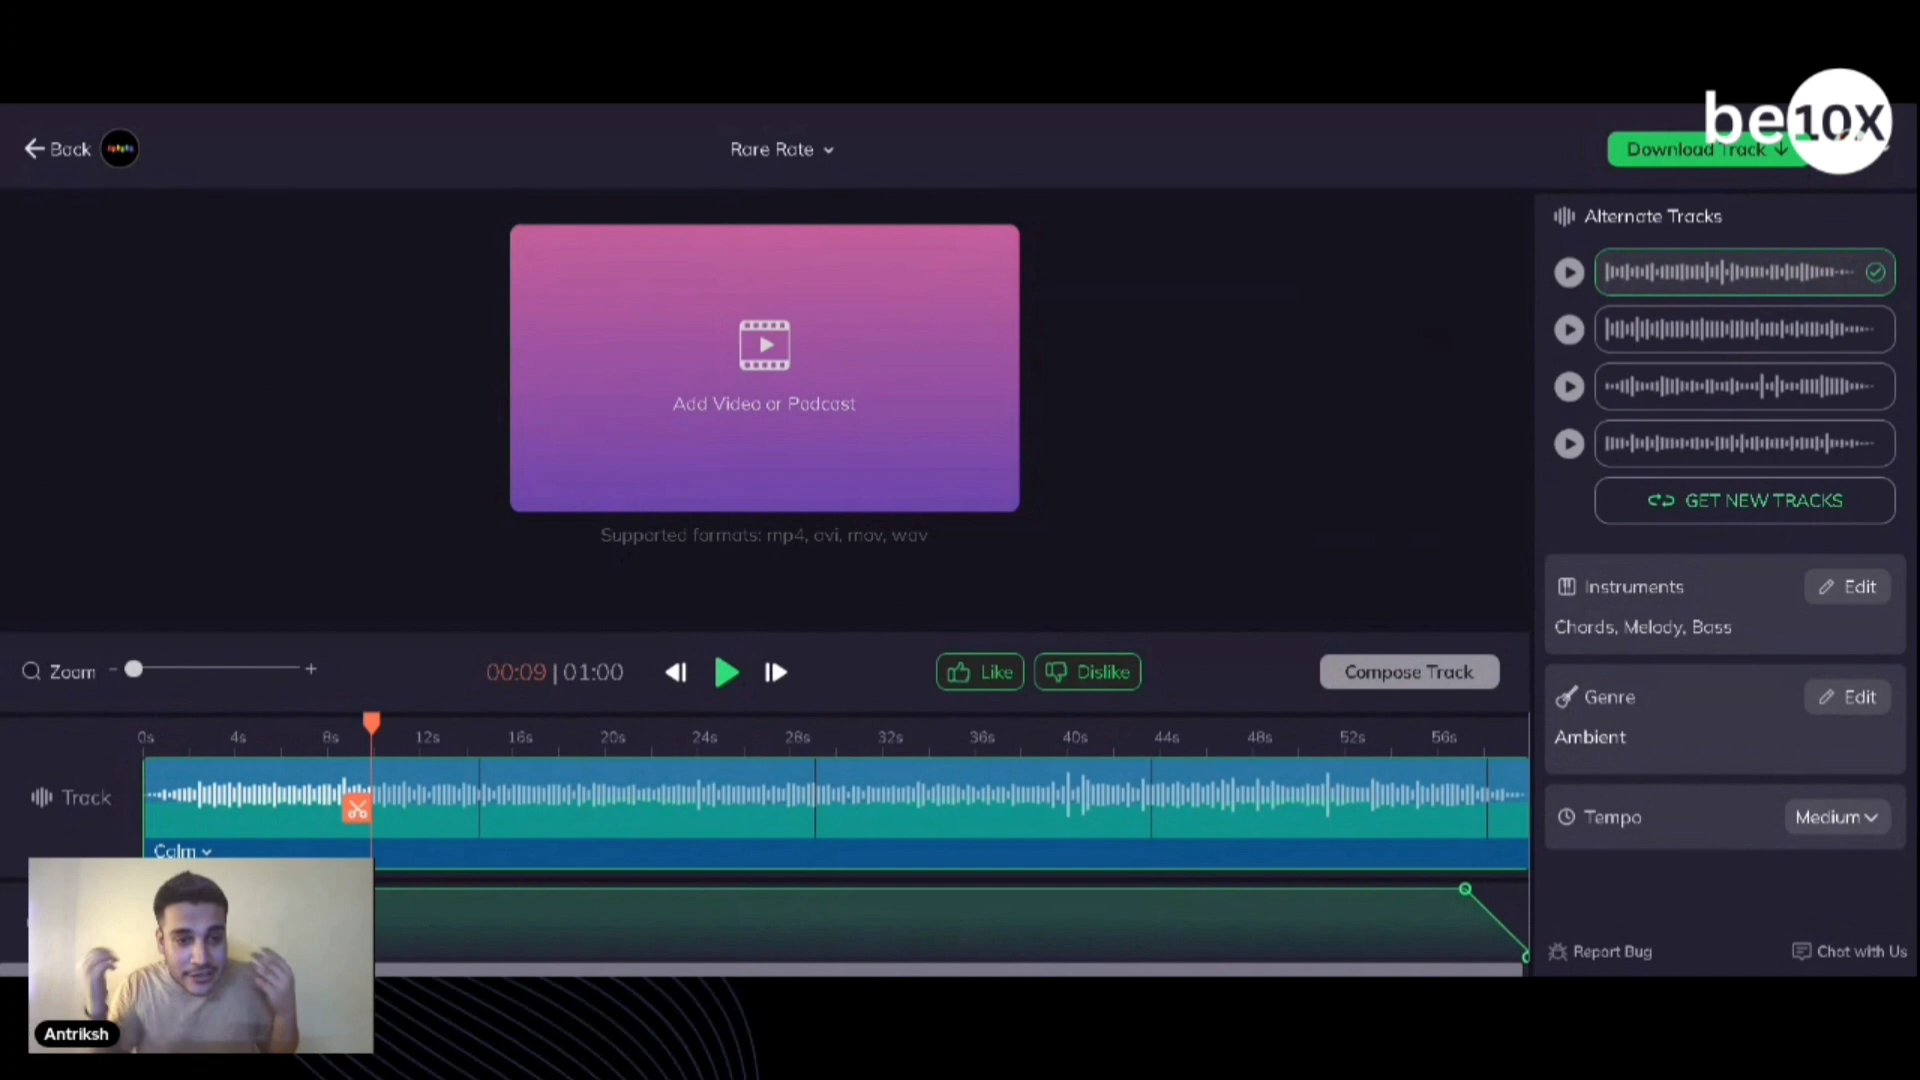 be10X
Back
Rare Rate
Download Track
Alternate Tracks
Add Video or Podcast
Supported formats: mp4, avi, mov, wav
GET NEW TRACKS
Instruments
Edit
Chords, Melody, Bass
Genre
Edit
Ambient
Tempo
Medium
Zoom - +
00:09 | 01:00
Like
Dislike
Compose Track
0s 4s 8s 12s 16s 20s 24s 28s 32s 36s 40s 44s 48s 52s 56s
Track
Calm
Report Bug
Chat with Us
Antriksh